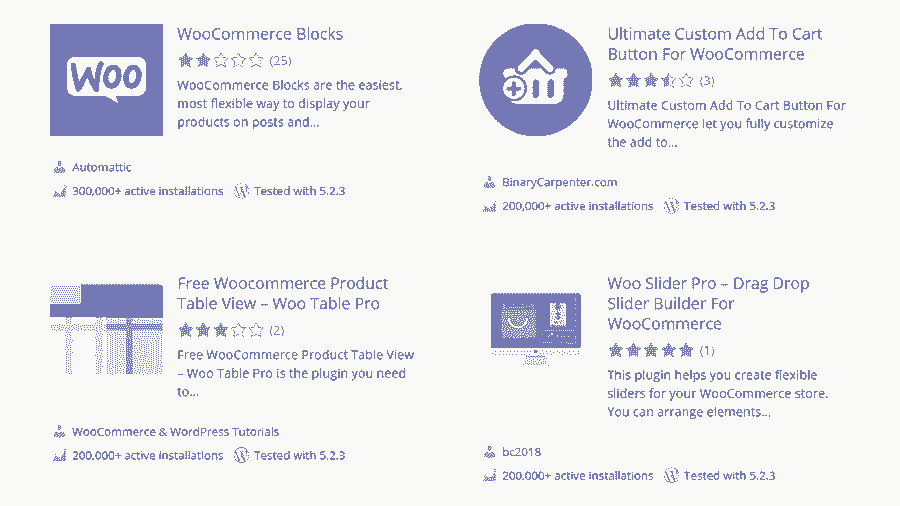 Woo
WooCommerce Blocks
(25)
WooCommerce Blocks are the easiest,
most flexible way to display your
products on posts and...
Automattic
300,000+ active installations Tested with 5.2.3
Ultimate Custom Add To Cart
Button For WooCommerce
(3)
Ultimate Custom Add To Cart Button For
WooCommerce let you fully customize
the add to...
BinaryCarpenter.com
200,000+ active installations Tested with 5.2.3
Free Woocommerce Product
Table View – Woo Table Pro
(2)
Free WooCommerce Product Table View
– Woo Table Pro is the plugin you need
to...
WooCommerce & WordPress Tutorials
200,000+ active installations Tested with 5.2.3
Woo Slider Pro – Drag Drop
Slider Builder For
WooCommerce
(1)
This plugin helps you create flexible
sliders for your WooCommerce store.
You can arrange elements...
bc2018
200,000+ active installations Tested with 5.2.3